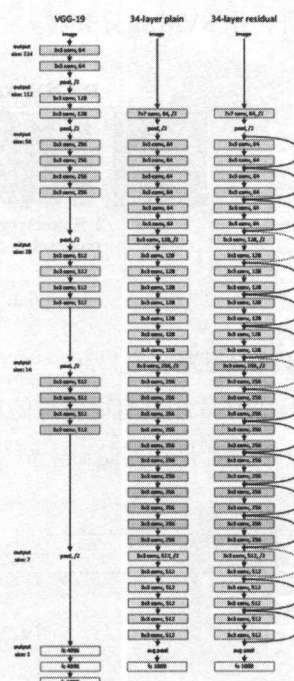 VGG-19
output
size: 224
image
3x3 conv, 64
3x3 conv, 64
output
size: 112
pool, /2
3x3 conv, 128
3x3 conv, 128
output
size: 56
pool, /2
3x3 conv, 256
3x3 conv, 256
3x3 conv, 256
3x3 conv, 256
output
size: 28
pool, /2
3x3 conv, 512
3x3 conv, 512
3x3 conv, 512
3x3 conv, 512
output
size: 14
pool, /2
3x3 conv, 512
3x3 conv, 512
3x3 conv, 512
3x3 conv, 512
output
size: 7
pool, /2
output
size: 1
fc 4096
fc 4096
34-layer plain
image
7x7 conv, 64, /2
pool, /2
3x3 conv, 64
3x3 conv, 64
3x3 conv, 64
3x3 conv, 64
3x3 conv, 64
3x3 conv, 64
3x3 conv, 128, /2
3x3 conv, 128
3x3 conv, 128
3x3 conv, 128
3x3 conv, 128
3x3 conv, 128
3x3 conv, 128
3x3 conv, 128
3x3 conv, 256, /2
3x3 conv, 256
3x3 conv, 256
3x3 conv, 256
3x3 conv, 256
3x3 conv, 256
3x3 conv, 256
3x3 conv, 256
3x3 conv, 256
3x3 conv, 256
3x3 conv, 256
3x3 conv, 256
3x3 conv, 512, /2
3x3 conv, 512
3x3 conv, 512
3x3 conv, 512
3x3 conv, 512
3x3 conv, 512
avg pool
fc 1000
34-layer residual
image
7x7 conv, 64, /2
pool, /2
3x3 conv, 64
3x3 conv, 64
3x3 conv, 64
3x3 conv, 64
3x3 conv, 64
3x3 conv, 64
3x3 conv, 128, /2
3x3 conv, 128
3x3 conv, 128
3x3 conv, 128
3x3 conv, 128
3x3 conv, 128
3x3 conv, 128
3x3 conv, 128
3x3 conv, 256, /2
3x3 conv, 256
3x3 conv, 256
3x3 conv, 256
3x3 conv, 256
3x3 conv, 256
3x3 conv, 256
3x3 conv, 256
3x3 conv, 256
3x3 conv, 256
3x3 conv, 256
3x3 conv, 256
3x3 conv, 512, /2
3x3 conv, 512
3x3 conv, 512
3x3 conv, 512
3x3 conv, 512
3x3 conv, 512
avg pool
fc 1000